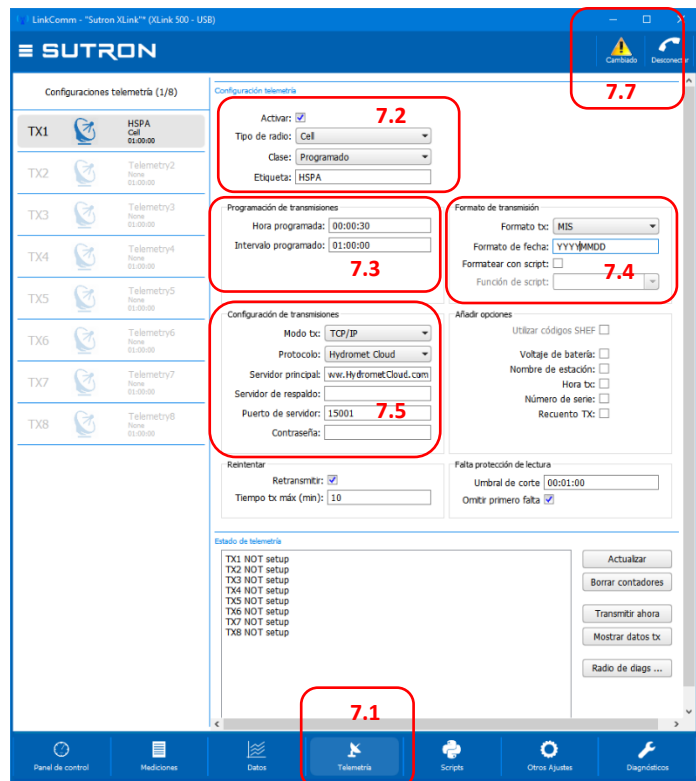 LinkComm - "Sutron XLink"* (XLink 500 - USB)
SUTRON
Cambiado
Desconectar
7.7
Configuraciones telemetría (1/8)
TX1
HSPA
Cell
01:00:00
TX2
Telemetry2
None
01:00:00
TX3
Telemetry3
None
01:00:00
TX4
Telemetry4
None
01:00:00
TX5
Telemetry5
None
01:00:00
TX6
Telemetry6
None
01:00:00
TX7
Telemetry7
None
01:00:00
TX8
Telemetry8
None
01:00:00
Configuración telemetría
Activar:
7.2
Tipo de radio: Cell
Clase: Programado
Etiqueta: HSPA
Programación de transmisiones
Hora programada: 00:00:30
Intervalo programado: 01:00:00
7.3
Formato de transmisión
Formato tx: MIS
Formato de fecha: YYYYMMDD
Formatear con script:
7.4
Función de script:
Configuración de transmisiones
Modo tx: TCP/IP
Protocolo: Hydromet Cloud
Servidor principal: ww.HydrometCloud.com
Servidor de respaldo:
Puerto de servidor: 15001
7.5
Contraseña:
Añadir opciones
Utilizar códigos SHEF
Voltaje de batería:
Nombre de estación:
Hora tx:
Número de serie:
Recuento TX:
Reintentar
Retransmitir:
Tiempo tx máx (min): 10
Falta protección de lectura
Umbral de corte 00:01:00
Omitir primero falta
Estado de telemetría
TX1 NOT setup
TX2 NOT setup
TX3 NOT setup
TX4 NOT setup
TX5 NOT setup
TX6 NOT setup
TX7 NOT setup
TX8 NOT setup
Actualizar
Borrar contadores
Transmitir ahora
Mostrar datos tx
Radio de diags ...
7.1
Panel de control
Mediciones
Datos
Telemetría
Scripts
Otros Ajustes
Diagnósticos